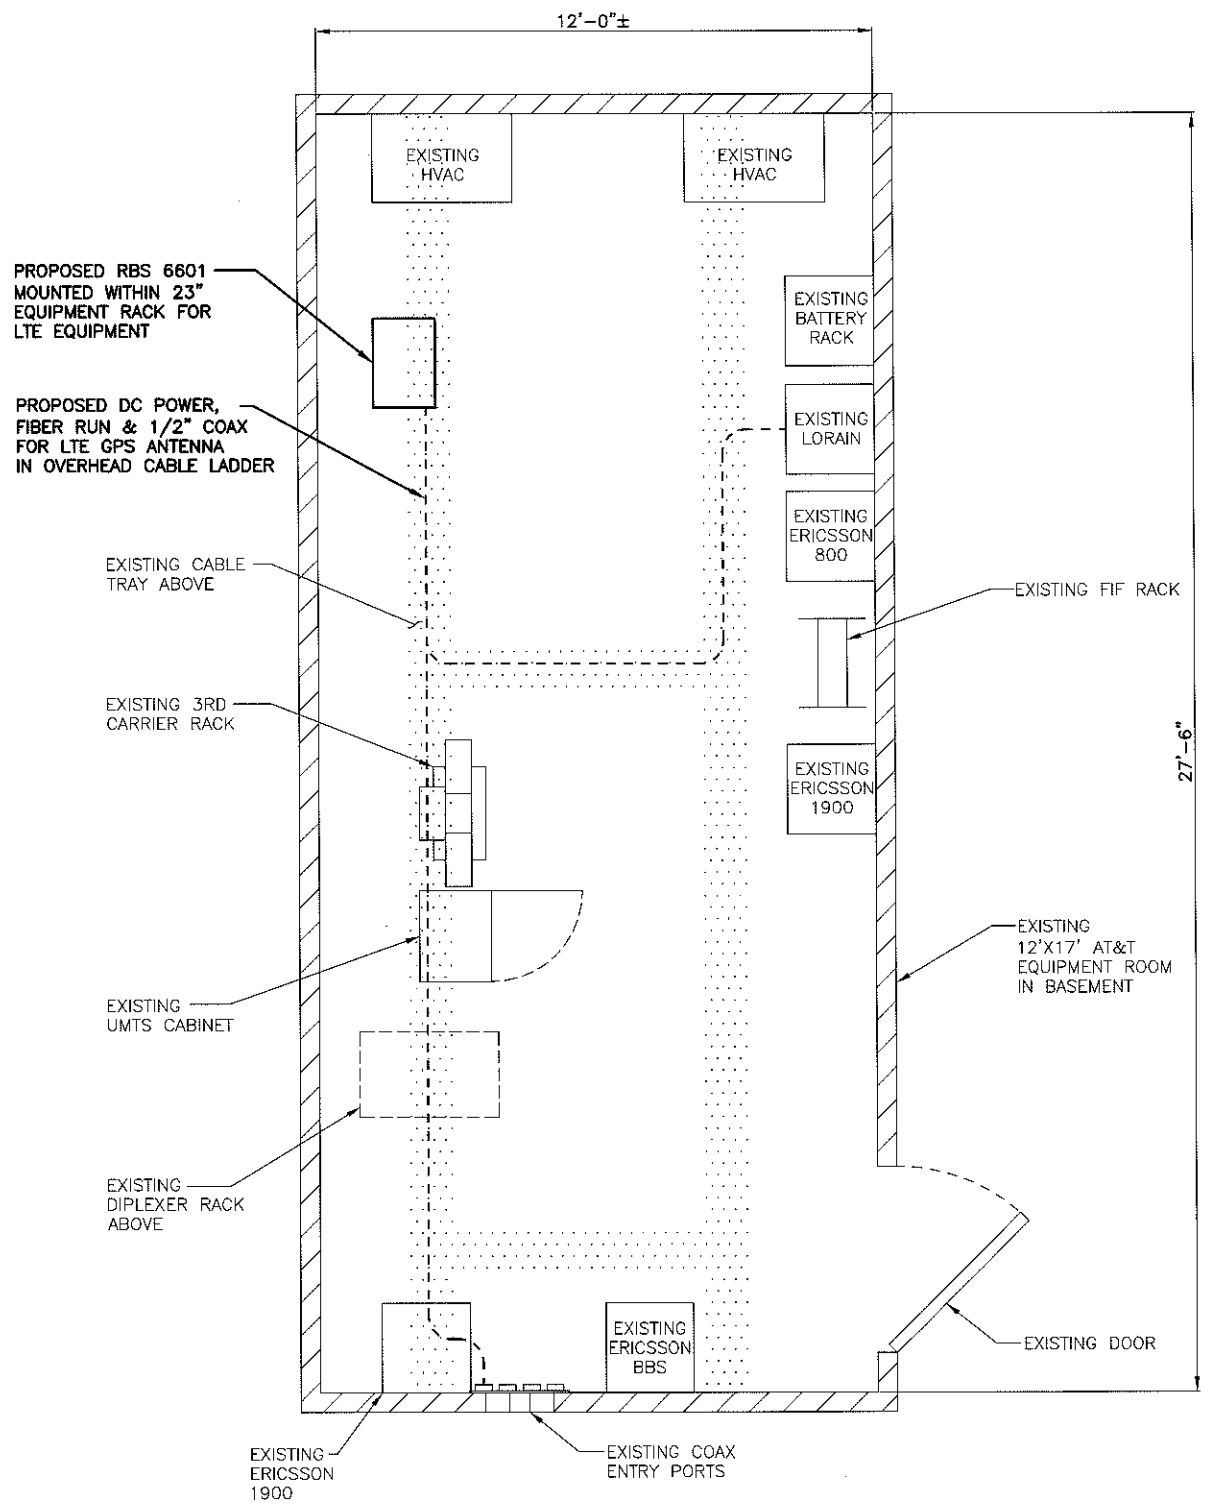 12'-0"±
EXISTING
HVAC
EXISTING
HVAC
PROPOSED RBS 6601
MOUNTED WITHIN 23"
EQUIPMENT RACK FOR
LTE EQUIPMENT
EXISTING
BATTERY
RACK
PROPOSED DC POWER,
FIBER RUN & 1/2" COAX
FOR LTE GPS ANTENNA
IN OVERHEAD CABLE LADDER
EXISTING
LORAIN
EXISTING
ERICSSON
800
EXISTING CABLE
TRAY ABOVE
EXISTING FIF RACK
EXISTING 3RD
CARRIER RACK
27'-6"
EXISTING
ERICSSON
1900
EXISTING
12'X17' AT&T
EQUIPMENT ROOM
IN BASEMENT
EXISTING
UMTS CABINET
EXISTING
DIPLEXER RACK
ABOVE
EXISTING
ERICSSON
BBS
EXISTING DOOR
EXISTING
ERICSSON
1900
EXISTING COAX
ENTRY PORTS